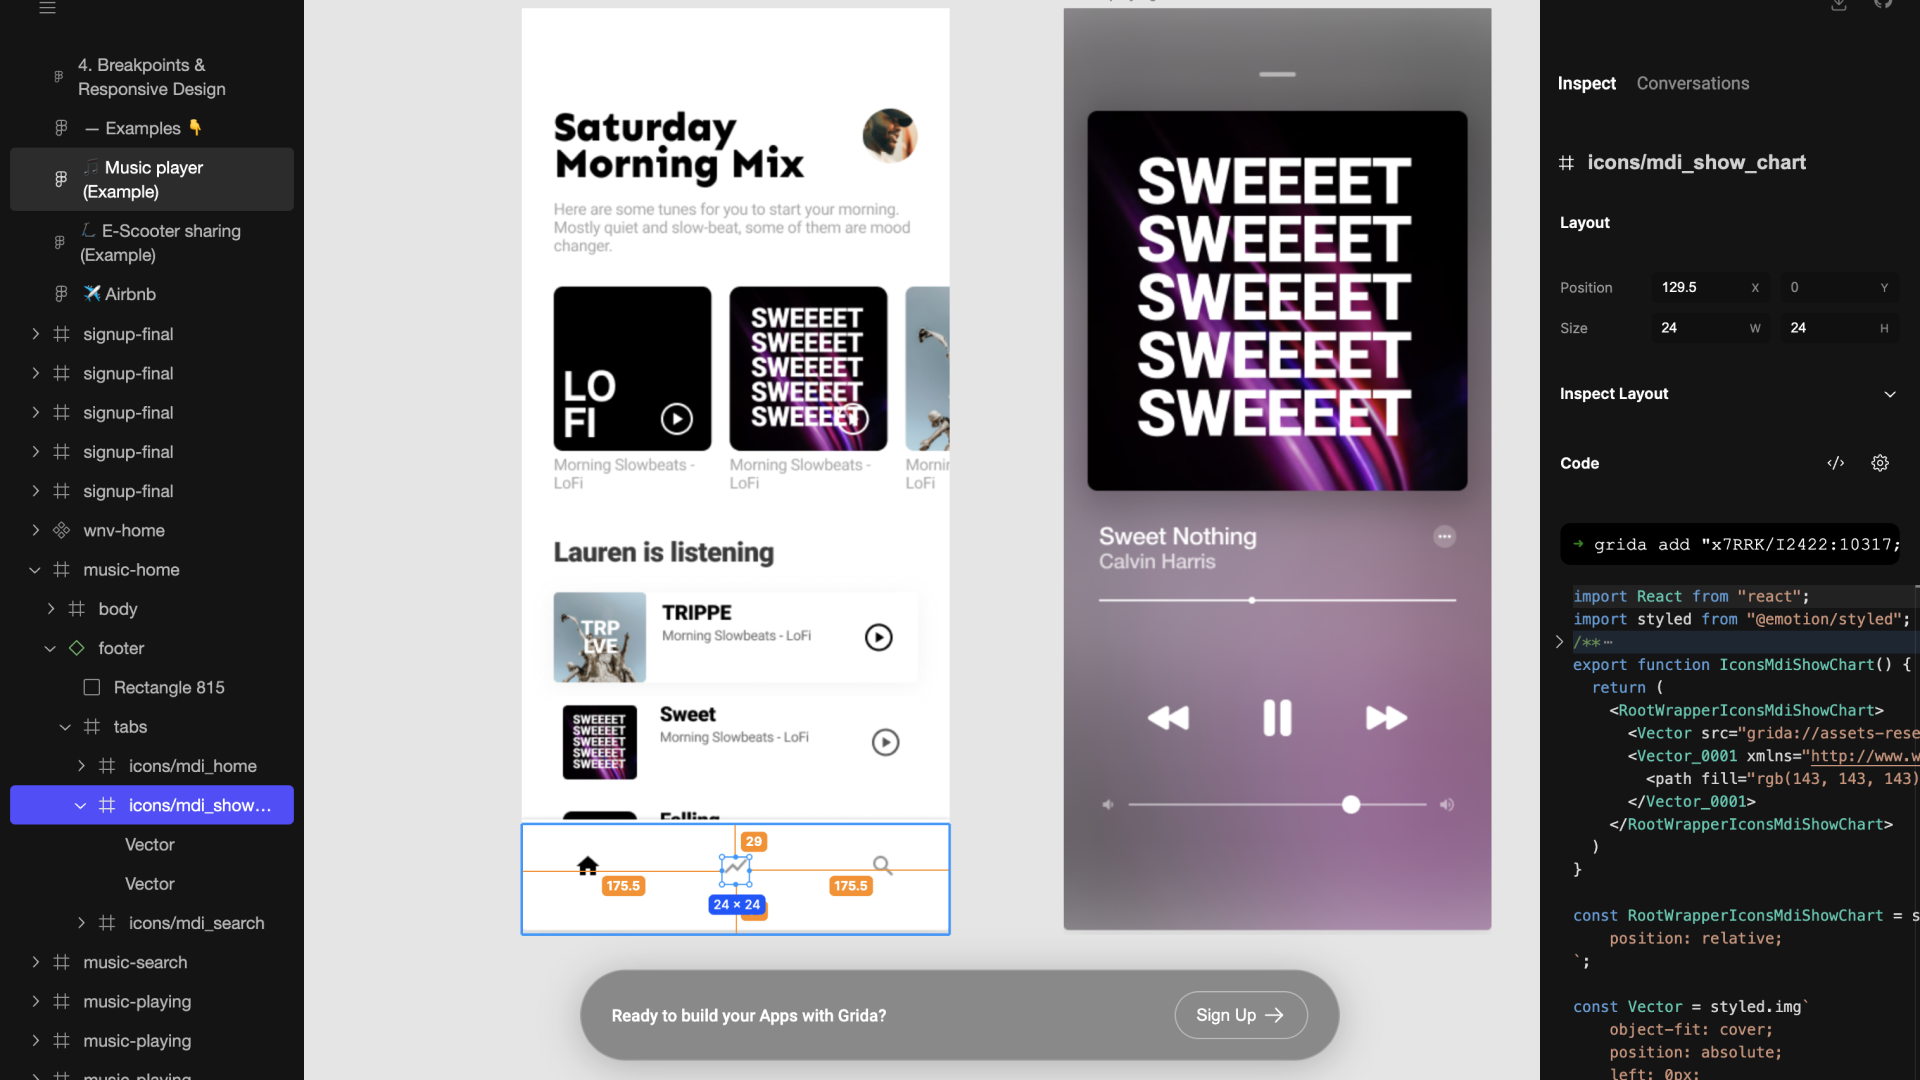 4. Breakpoints &
Responsive Design
— Examples 👇
🎵 Music player
(Example)
🛴 E-Scooter sharing
(Example)
✈️ Airbnb
signup-final
signup-final
signup-final
signup-final
signup-final
wnv-home
music-home
body
footer
Rectangle 815
tabs
icons/mdi_home
icons/mdi_show...
Vector
Vector
icons/mdi_search
music-search
music-playing
music-playing
music-playing
Saturday
Morning Mix
Here are some tunes for you to start your morning.
Mostly quiet and slow-beat, some of them are mood
changer.
LO
FI
SWEEEET
SWEEEET
SWEEEET
SWEEEET
SWEEEET
Morning Slowbeats -
LoFi
Morning Slowbeats -
LoFi
Mornin
LoFi
Lauren is listening
TRP
LVE
TRIPPE
Morning Slowbeats - LoFi
SWEEEET
SWEEEET
SWEEEET
SWEEEET
SWEEEET
Sweet
Morning Slowbeats - LoFi
Falling
29
175.5
175.5
24 × 24
SWEEEET
SWEEEET
SWEEEET
SWEEEET
SWEEEET
Sweet Nothing
Calvin Harris
Ready to build your Apps with Grida?
Sign Up →
Inspect
Conversations
icons/mdi_show_chart
Layout
Position 129.5 X 0 Y
Size 24 W 24 H
Inspect Layout
Code
→ grida add "x7RRK/I2422:10317;
import React from "react";
import styled from "@emotion/styled";
/** ⋯
export function IconsMdiShowChart() {
return (
<RootWrapperIconsMdiShowChart>
<Vector src="grida://assets-rese
<Vector_0001 xmlns="http://www.w
<path fill="rgb(143, 143, 143)
</Vector_0001>
</RootWrapperIconsMdiShowChart>
)
}
const RootWrapperIconsMdiShowChart = s
position: relative;
`;
const Vector = styled.img`
object-fit: cover;
position: absolute;
left: 0px;